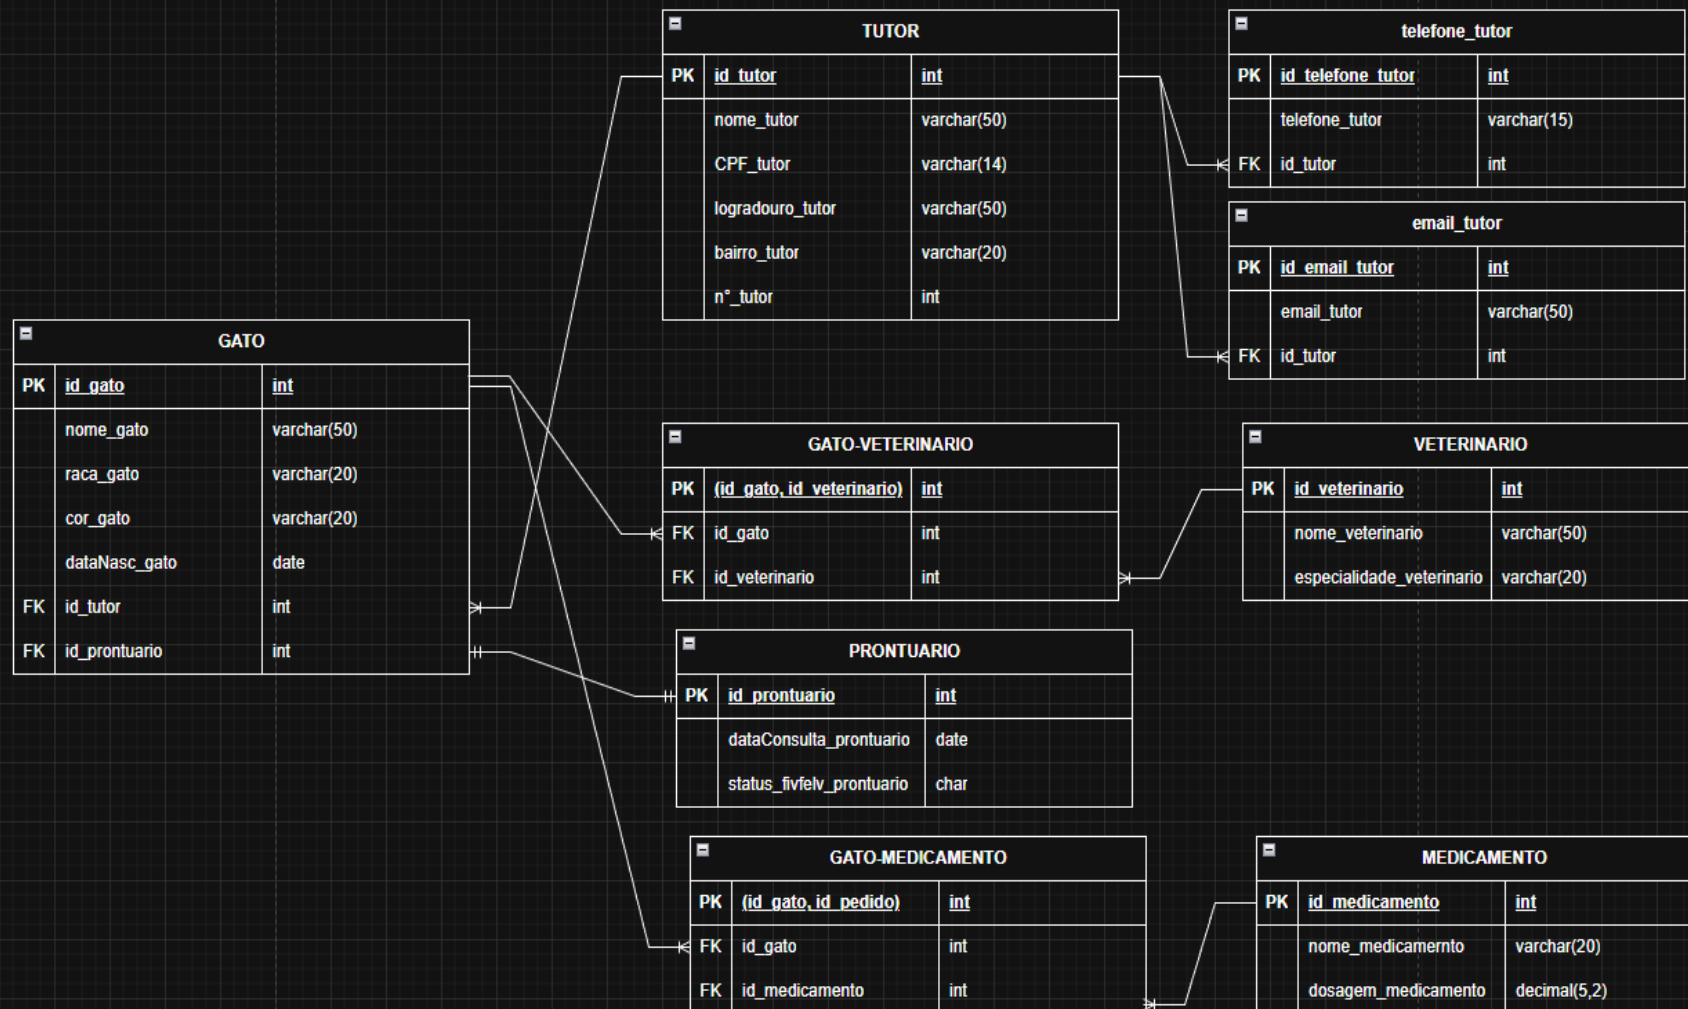 TUTOR
PK id_tutor int
nome_tutor varchar(50)
CPF_tutor varchar(14)
logradouro_tutor varchar(50)
bairro_tutor varchar(20)
n°_tutor int
telefone_tutor
PK id_telefone_tutor int
telefone_tutor varchar(15)
FK id_tutor int
email_tutor
PK id_email_tutor int
email_tutor varchar(50)
FK id_tutor int
GATO
PK id_gato int
nome_gato varchar(50)
raca_gato varchar(20)
cor_gato varchar(20)
dataNasc_gato date
FK id_tutor int
FK id_prontuario int
GATO-VETERINARIO
PK (id_gato, id_veterinario) int
FK id_gato int
FK id_veterinario int
VETERINARIO
PK id_veterinario int
nome_veterinario varchar(50)
especialidade_veterinario varchar(20)
PRONTUARIO
PK id_prontuario int
dataConsulta_prontuario date
status_fivfelv_prontuario char
GATO-MEDICAMENTO
PK (id_gato, id_pedido) int
FK id_gato int
FK id_medicamento int
MEDICAMENTO
PK id_medicamento int
nome_medicamernto varchar(20)
dosagem_medicamento decimal(5,2)